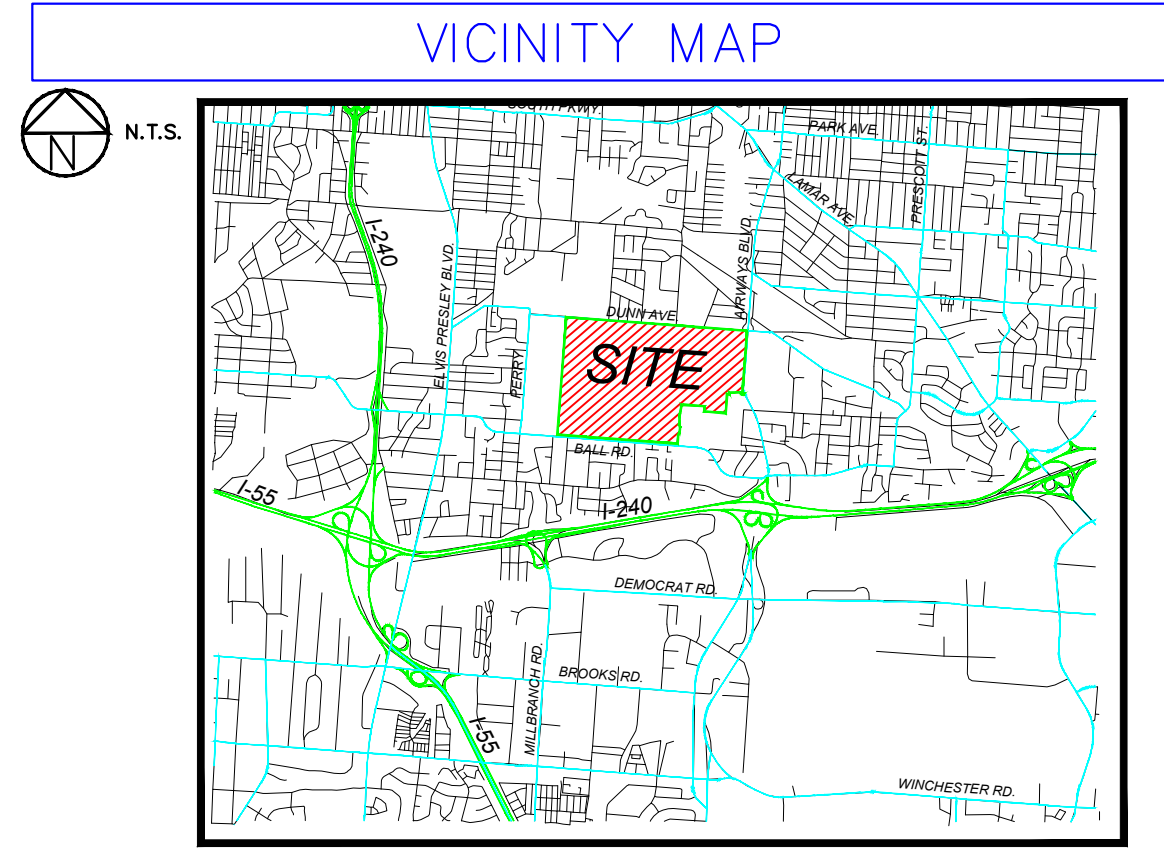 VICINITY MAP
N
N.T.S.
SOUTH PKWY.
PARK AVE.
PRESCOTT ST.
LAMAR AVE.
I-240
ELVIS PRESLEY BLVD.
AIRWAYS BLVD.
DUNN AVE
SITE
PERRY
BALL RD.
I-55
I-240
DEMOCRAT RD.
BROOKS RD.
MILLBRANCH RD.
I-55
WINCHESTER RD.